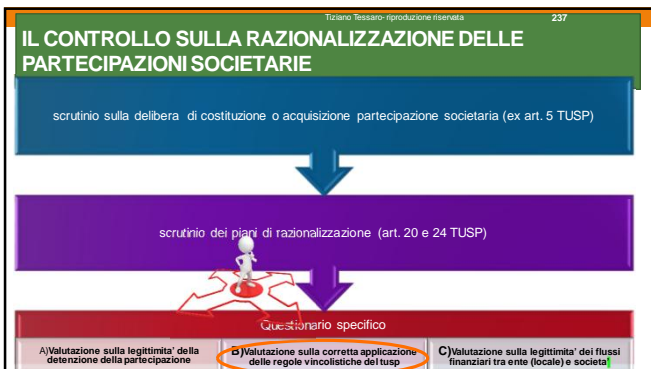 Tiziano Tessaro- riproduzione riservata 237
IL CONTROLLO SULLA RAZIONALIZZAZIONE DELLE
PARTECIPAZIONI SOCIETARIE
scrutinio sulla delibera di costituzione o acquisizione partecipazione societaria (ex art. 5 TUSP)
scrutinio dei piani di razionalizzazione (art. 20 e 24 TUSP)
Questionario specifico
A)Valutazione sulla legittimita' della
detenzione della partecipazione
B)Valutazione sulla corretta applicazione
delle regole vincolistiche del tusp
C)Valutazione sulla legittimita' dei flussi
finanziari tra ente (locale) e societa'